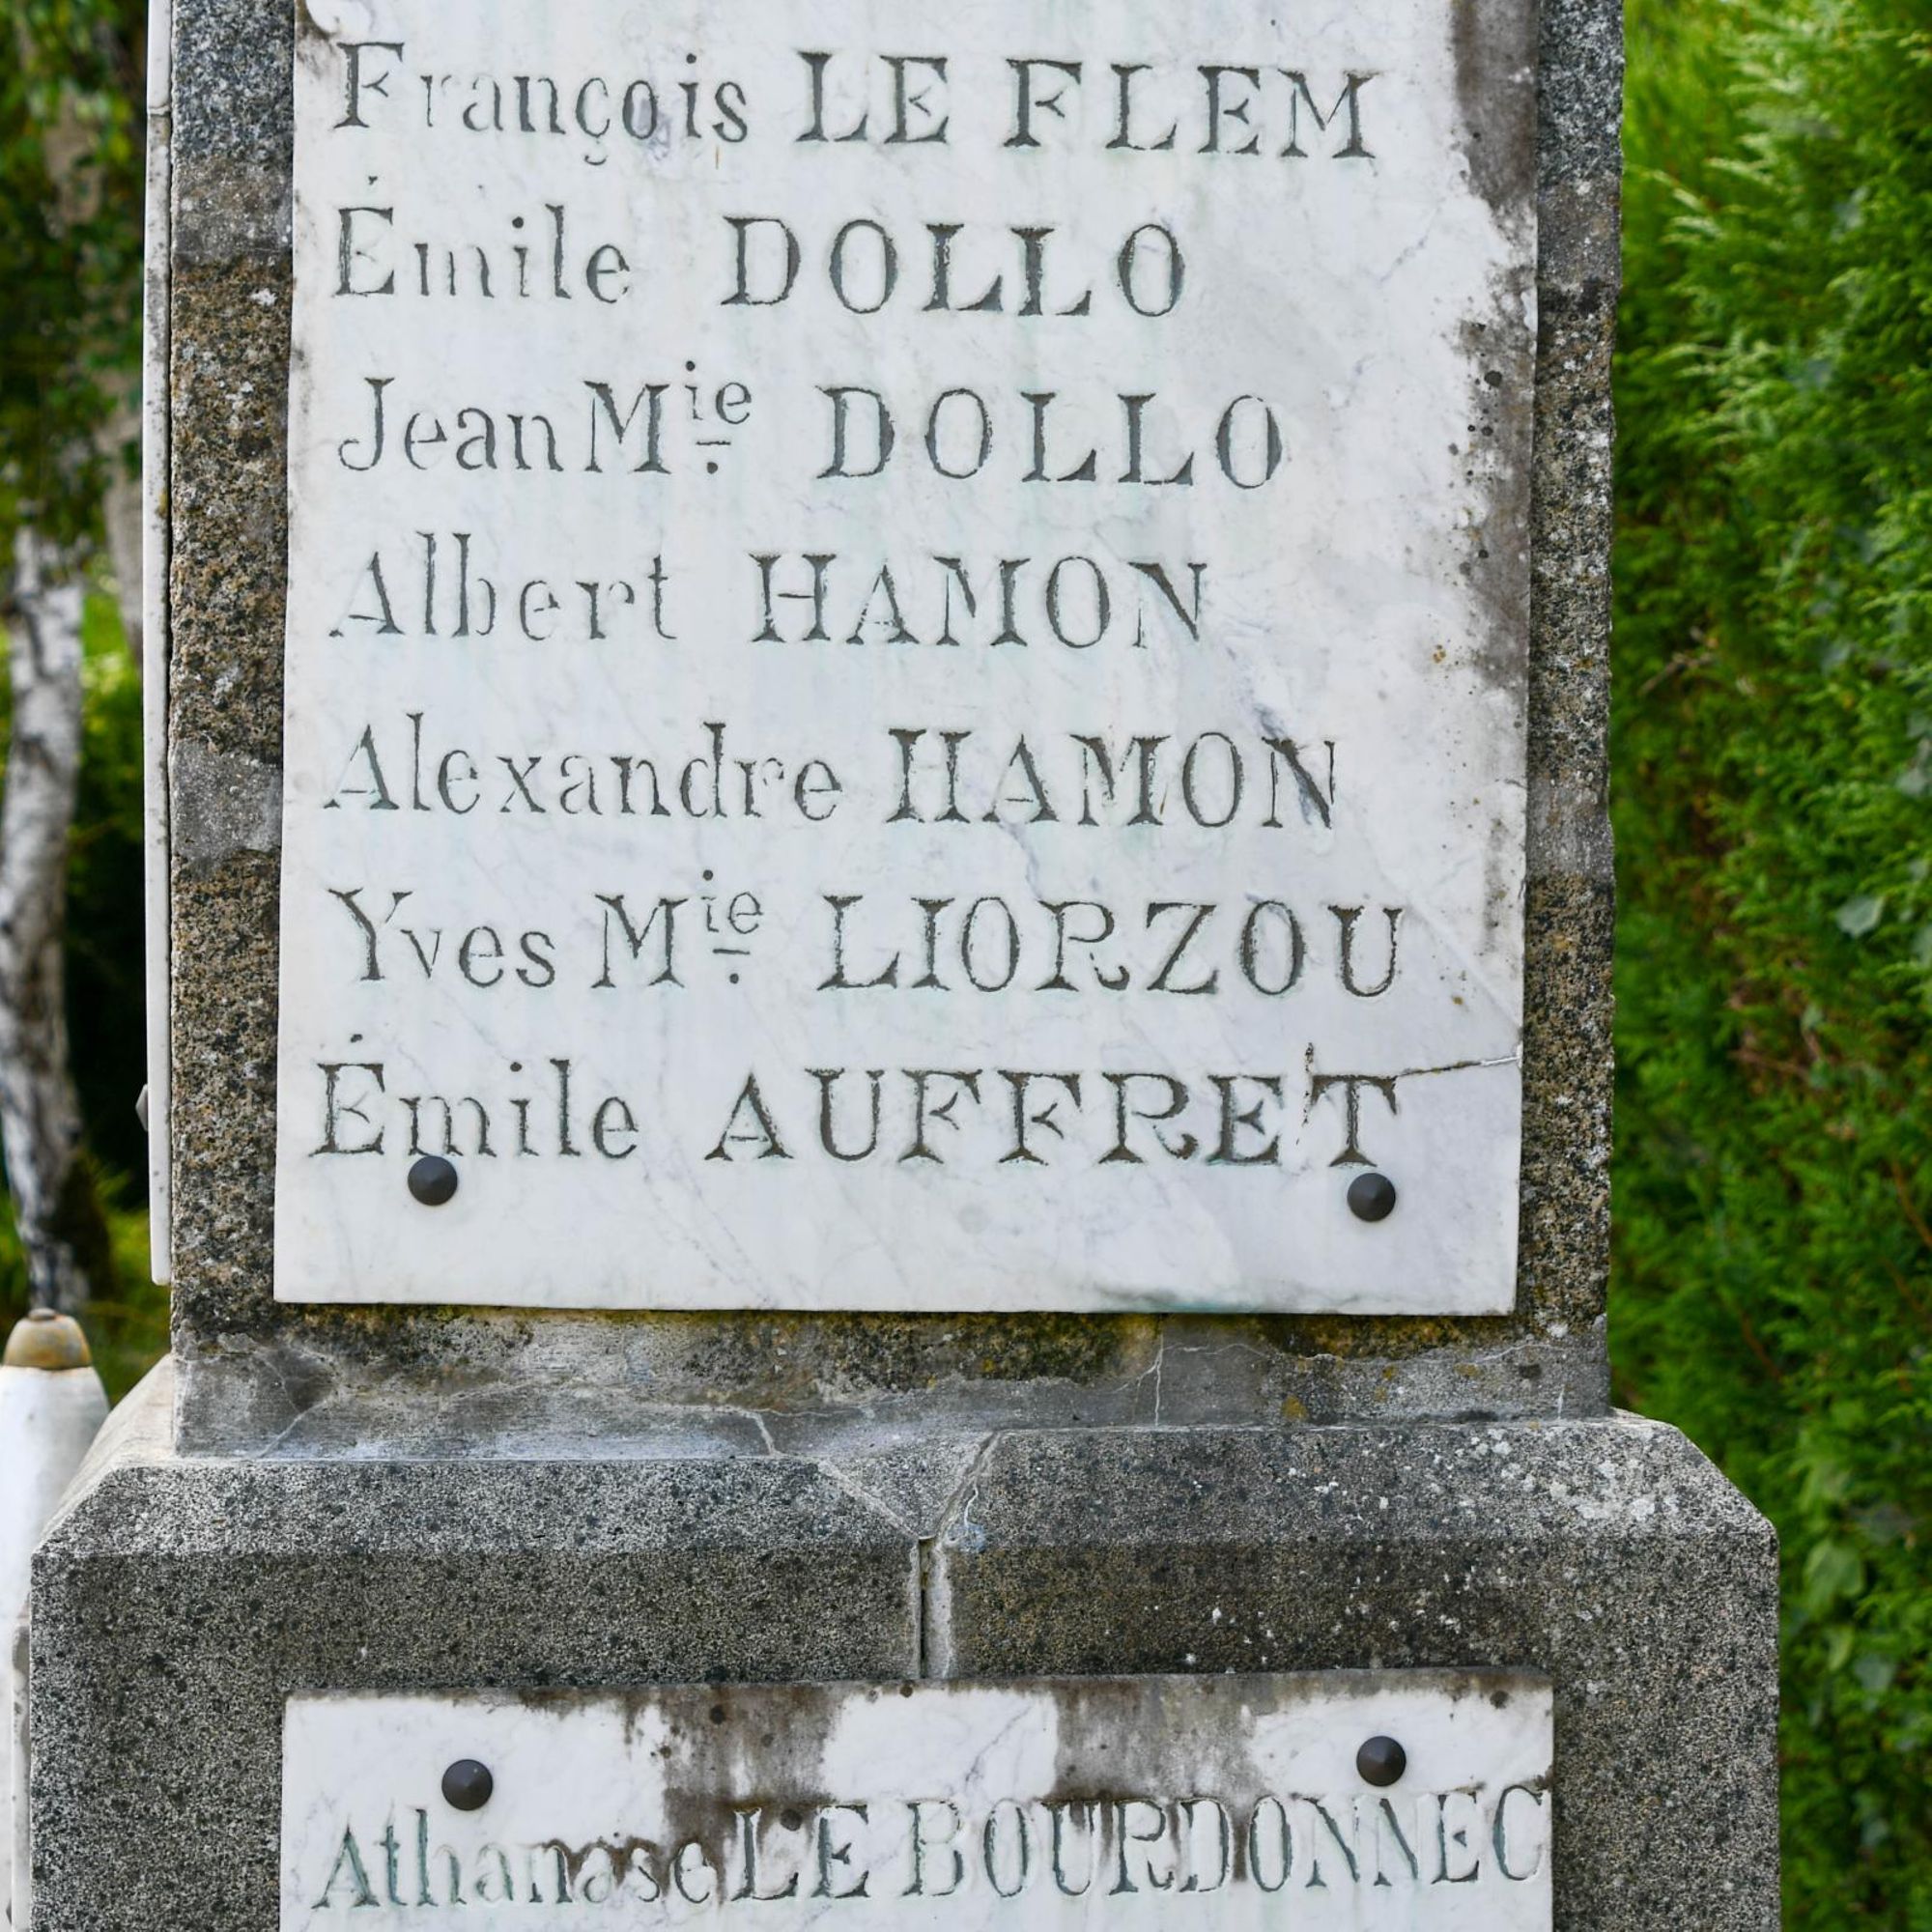 François LE FLEM
Émile DOLLO
Jean Mie. DOLLO
Albert HAMON
Alexandre HAMON
Yves Mie. LIORZOU
Émile AUFFRET
Athanase LE BOURDONNEC